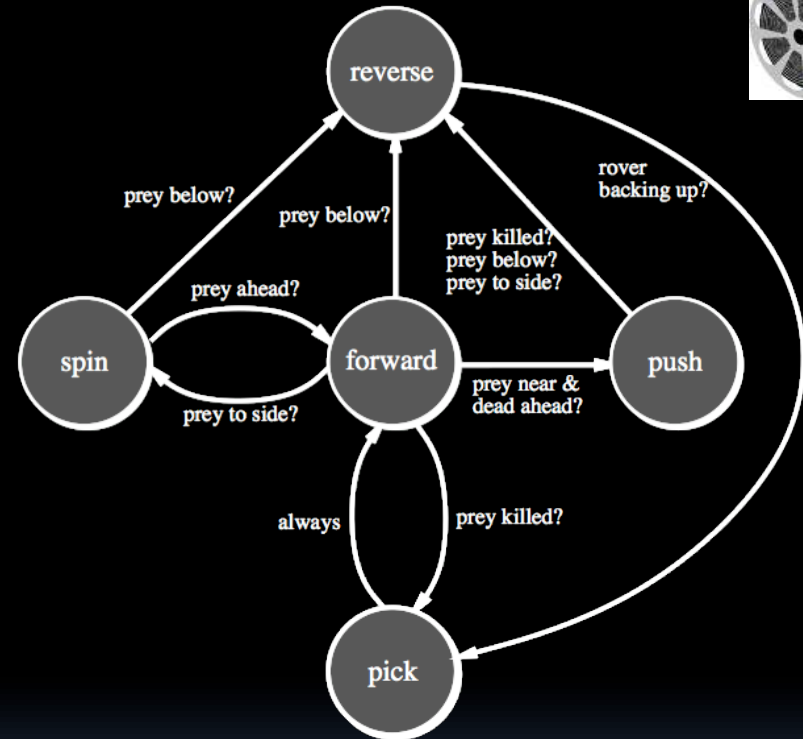 reverse
rover
backing up?
prey below?
prey below?
prey killed?
prey below?
prey to side?
prey ahead?
spin
forward
push
prey near &
dead ahead?
prey to side?
always
prey killed?
pick